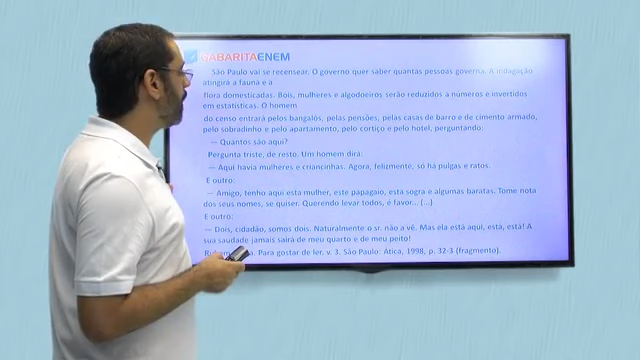 GABARITAENEM
São Paulo vai se recensear. O governo quer saber quantas pessoas governa. A indagação
atingirá a fauna e a
flora domesticadas. Bois, mulheres e algodoeiros serão reduzidos a números e invertidos
em estatísticas. O homem
do censo entrará pelos bangalôs, pelas pensões, pelas casas de barro e de cimento armado,
pelo sobradinho e pelo apartamento, pelo cortiço e pelo hotel, perguntando:
— Quantos são aqui?
Pergunta triste, de resto. Um homem dirá:
— Aqui havia mulheres e criancinhas. Agora, felizmente, só há pulgas e ratos.
E outro:
— Amigo, tenho aqui esta mulher, este papagaio, esta sogra e algumas baratas. Tome nota
dos seus nomes, se quiser. Querendo levar todos, é favor... (...)
E outro:
— Dois, cidadão, somos dois. Naturalmente o sr. não a vê. Mas ela está aqui, está, está! A
sua saudade jamais sairá de meu quarto e de meu peito!
Para gostar de ler. v. 3. São Paulo: Ática, 1998, p. 32-3 (fragmento).